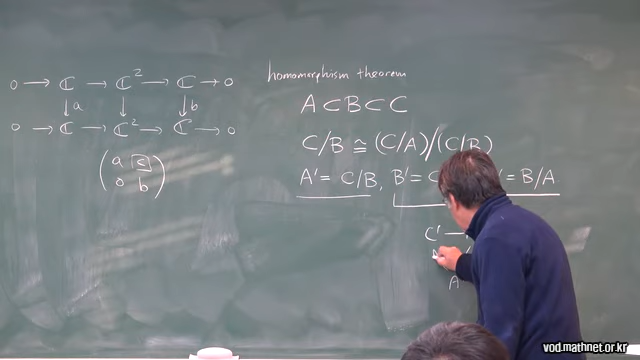 0 → ℂ → ℂ² → ℂ → 0
↓a ↓ ↓b
0 → ℂ → ℂ² → ℂ → 0
(a c
0 b)
homomorphism theorem
A ⊂ B ⊂ C
C/B ≅ (C/A)/(C/B)
A' = C/B, B' = C = B/A
C' —
A
vod.mathnet.or.kr